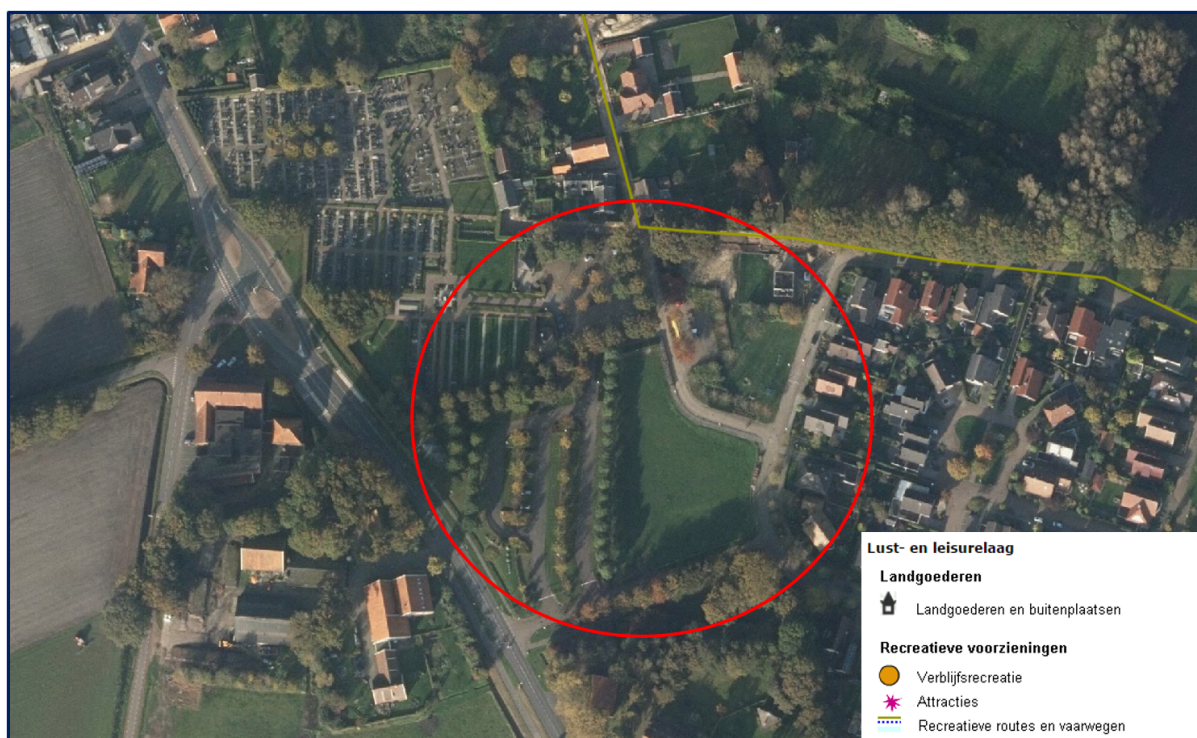 Lust- en leisurelaag
Landgoederen
Landgoederen en buitenplaatsen
Recreatieve voorzieningen
Verblijfsrecreatie
Attracties
Recreatieve routes en vaarwegen